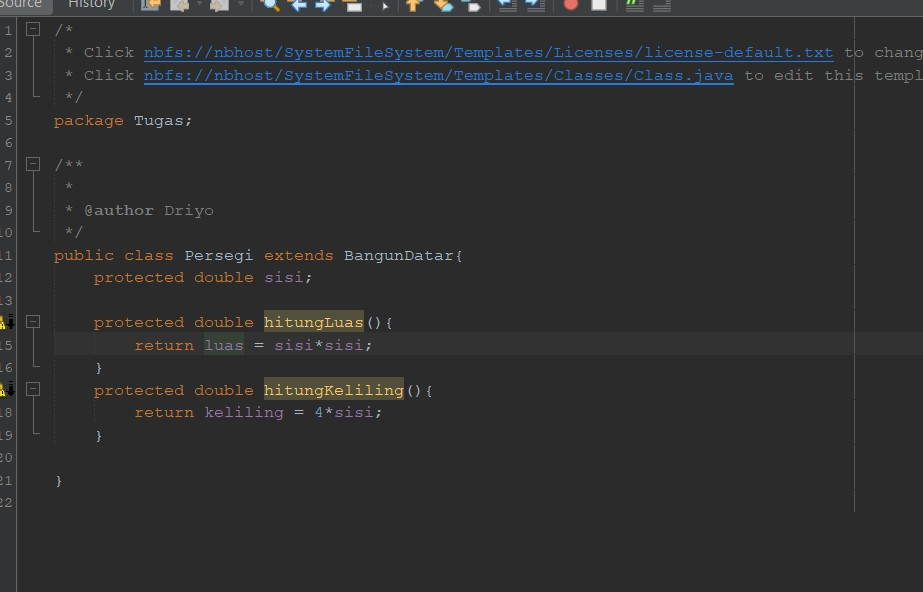 Source History
1 /*
2 * Click nbfs://nbhost/SystemFileSystem/Templates/Licenses/license-default.txt to chang
3 * Click nbfs://nbhost/SystemFileSystem/Templates/Classes/Class.java to edit this templ
4 */
5 package Tugas;
6
7 /**
8 *
9 * @author Driyo
10 */
11 public class Persegi extends BangunDatar{
12 protected double sisi;
13
protected double hitungLuas(){
15 return luas = sisi*sisi;
16 }
protected double hitungKeliling(){
18 return keliling = 4*sisi;
19 }
20
21 }
22